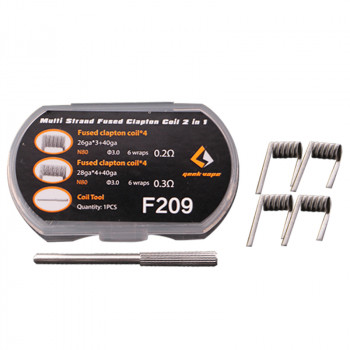 Multi Strand Fused Clapton Coil 2 in 1
Fused clapton coil*4
26ga*3+40ga
N80 Φ3.0 6 wraps 0.2Ω
Fused clapton coil*4
28ga*4+40ga
N80 Φ3.0 6 wraps 0.3Ω
geek vape
Coil Tool
Quantity: 1PCS
F209